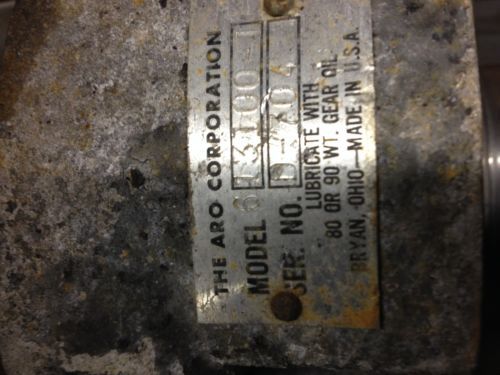 THE ARO CORPORATION
MODEL
SER. NO.
LUBRICATE WITH
80 OR 90 WT. GEAR OIL
BRYAN, OHIO—MADE IN U.S.A.